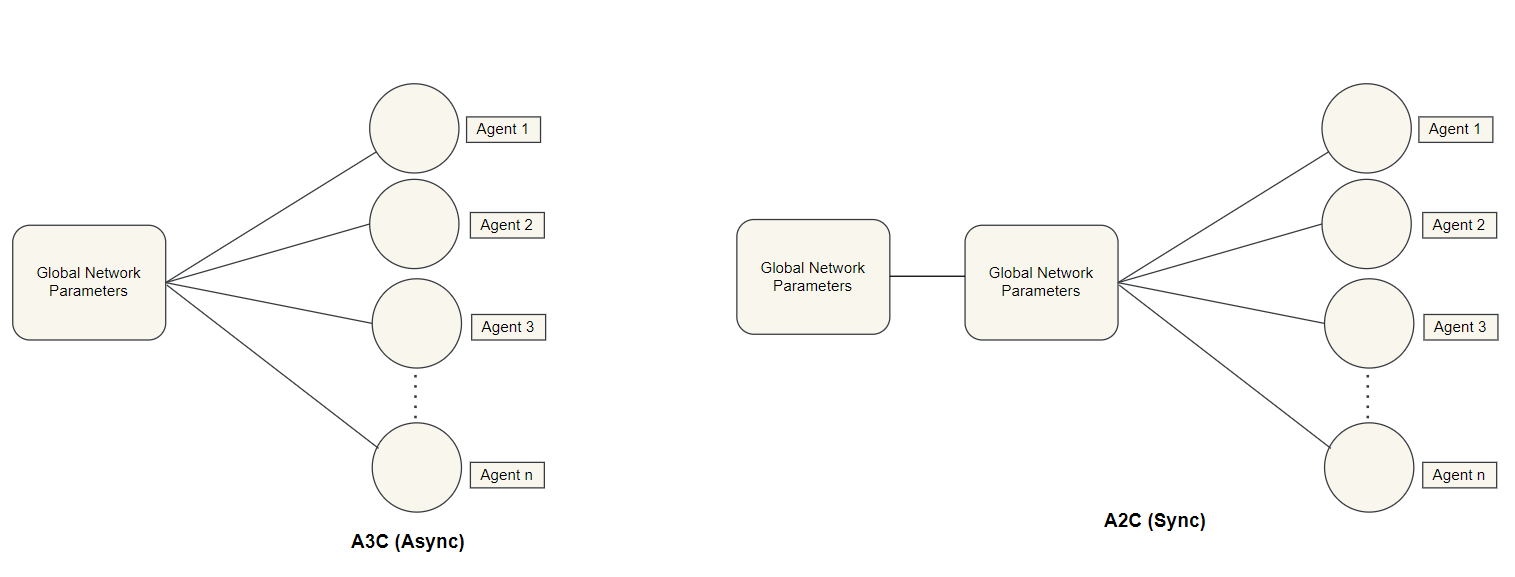 Global Network
Parameters
Agent 1
Agent 2
Agent 3
Agent n
A3C (Async)
Global Network
Parameters
Global Network
Parameters
Agent 1
Agent 2
Agent 3
Agent n
A2C (Sync)